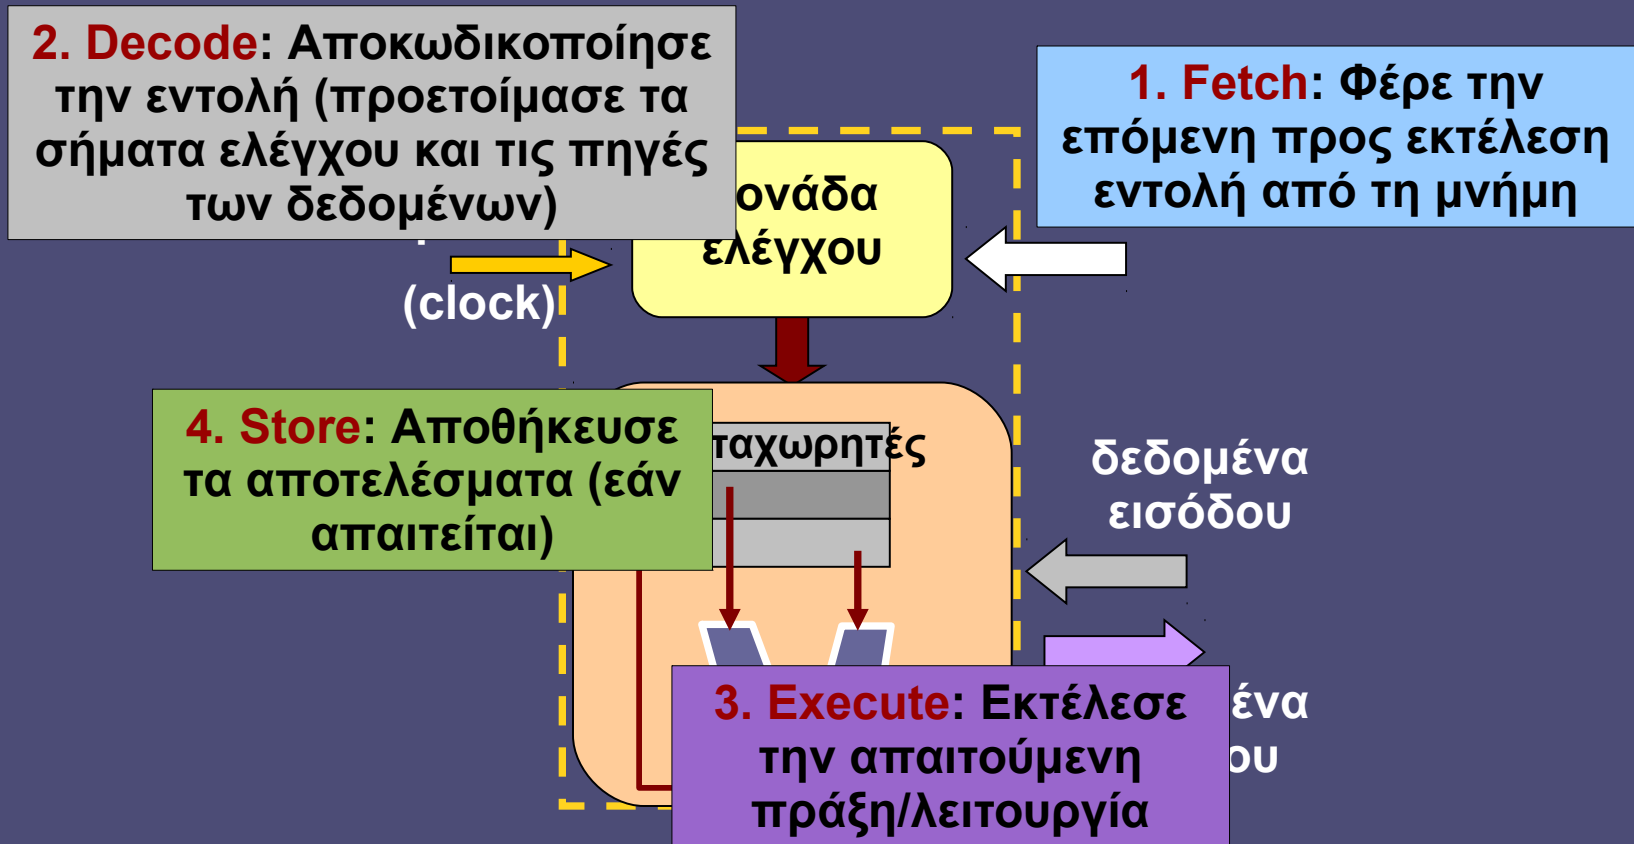 2. Decode: Αποκωδικοποίησε
την εντολή (προετοίμασε τα
σήματα ελέγχου και τις πηγές
των δεδομένων)
1. Fetch: Φέρε την
επόμενη προς εκτέλεση
εντολή από τη μνήμη
ονάδα
ελέγχου
(clock)
4. Store: Αποθήκευσε
τα αποτελέσματα (εάν
απαιτείται)
ταχωρητές
δεδομένα
εισόδου
3. Execute: Εκτέλεσε
την απαιτούμενη
πράξη/λειτουργία
ένα
ου